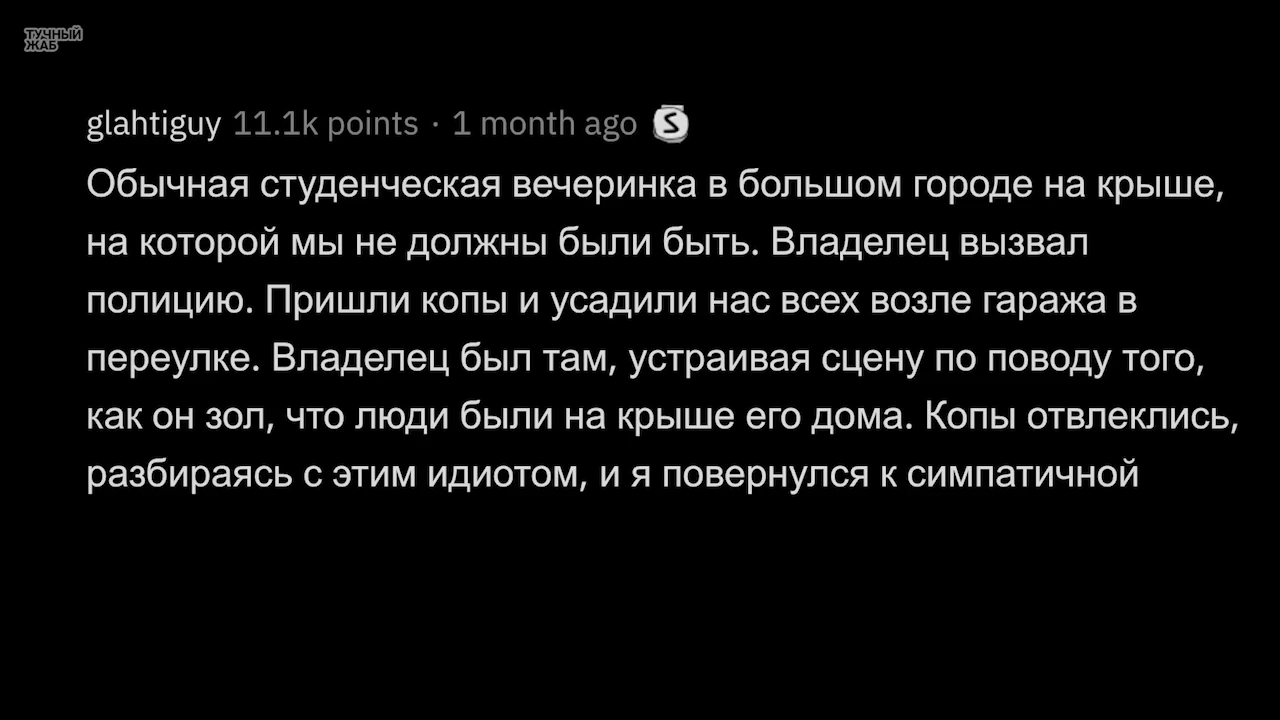 ТУЧНЫЙ
ЖАБ
glahtiguy 11.1k points · 1 month ago S
Обычная студенческая вечеринка в большом городе на крыше,
на которой мы не должны были быть. Владелец вызвал
полицию. Пришли копы и усадили нас всех возле гаража в
переулке. Владелец был там, устраивая сцену по поводу того,
как он зол, что люди были на крыше его дома. Копы отвлеклись,
разбираясь с этим идиотом, и я повернулся к симпатичной